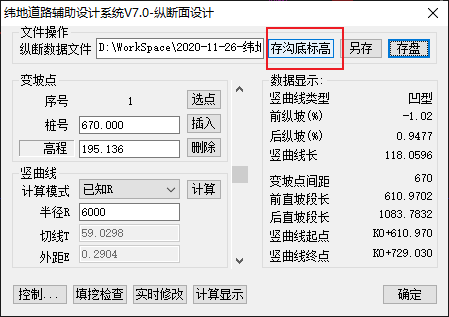 纬地道路辅助设计系统V7.0-纵断面设计
文件操作
纵断数据文件 D:\WorkSpace\2020-11-26-纬地 存沟底标高 另存 存盘
变坡点
序号 1 选点
桩号 670.000 插入
高程 195.136 删除
竖曲线
计算模式 已知R 计算
半径R 6000
切线T 59.0298
外距E 0.2904
数据显示:
竖曲线类型 凹型
前纵坡(%) -1.02
后纵坡(%) 0.9477
竖曲线长 118.0596
变坡点间距 670
前直坡段长 610.9702
后直坡段长 1083.7832
竖曲线起点 K0+610.970
竖曲线终点 K0+729.030
控制... 填挖检查 实时修改 计算显示 确定